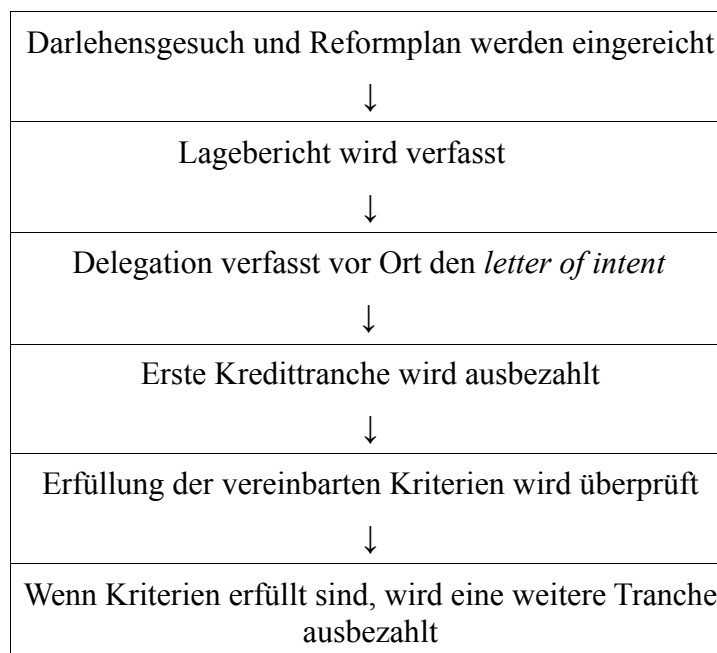 Darlehensgesuch und Reformplan werden eingereicht
↓
Lagebericht wird verfasst
↓
Delegation verfasst vor Ort den letter of intent
↓
Erste Kredittranche wird ausbezahlt
↓
Erfüllung der vereinbarten Kriterien wird überprüft
↓
Wenn Kriterien erfüllt sind, wird eine weitere Tranche
ausbezahlt